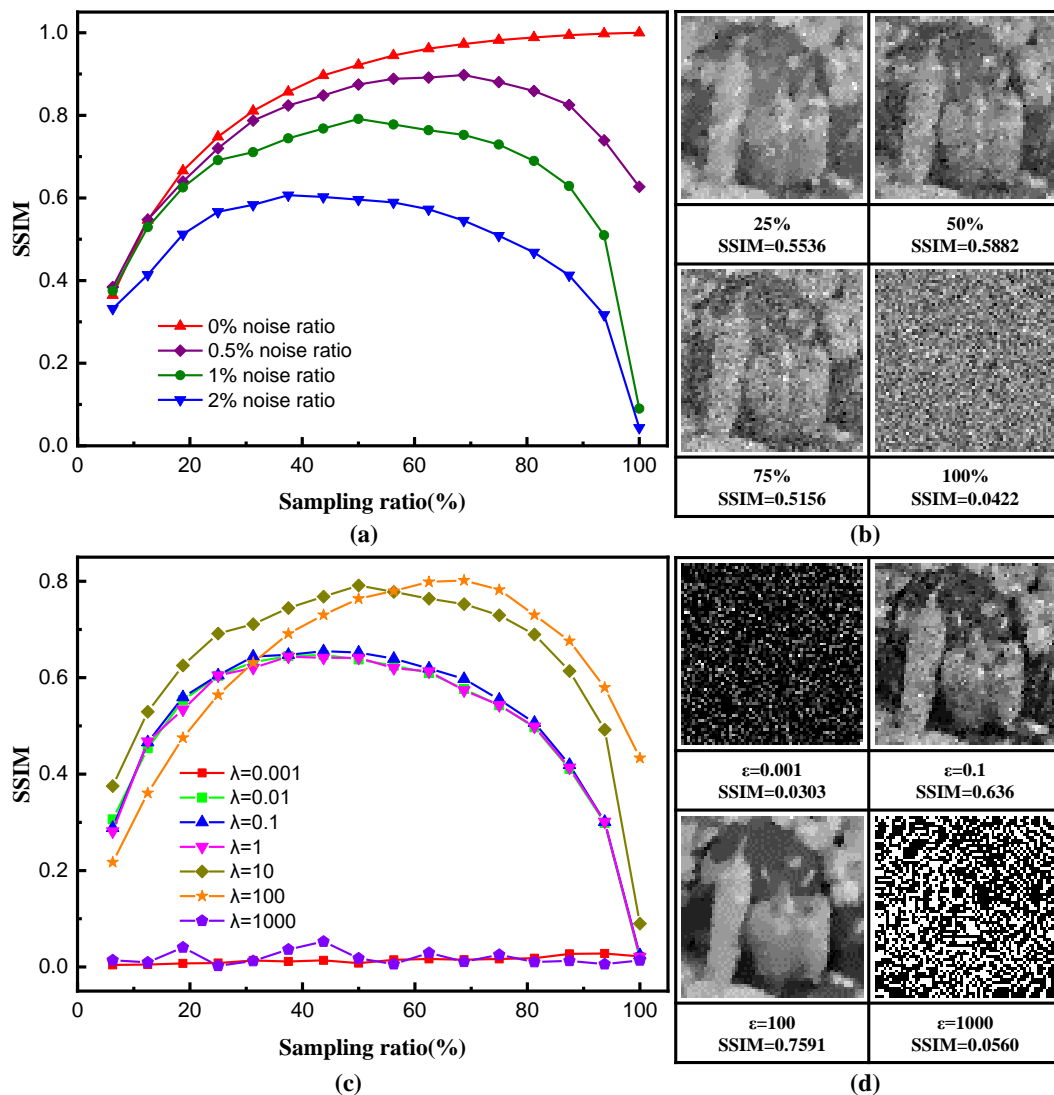 1.0
0.8
0.6
0.4
0.2
0.0
SSIM
0% noise ratio
0.5% noise ratio
1% noise ratio
2% noise ratio
0 20 40 60 80 100
Sampling ratio(%)
(a)
25%
SSIM=0.5536
50%
SSIM=0.5882
75%
SSIM=0.5156
100%
SSIM=0.0422
(b)
0.8
0.6
0.4
0.2
0.0
SSIM
λ=0.001
λ=0.01
λ=0.1
λ=1
λ=10
λ=100
λ=1000
0 20 40 60 80 100
Sampling ratio(%)
(c)
ε=0.001
SSIM=0.0303
ε=0.1
SSIM=0.636
ε=100
SSIM=0.7591
ε=1000
SSIM=0.0560
(d)